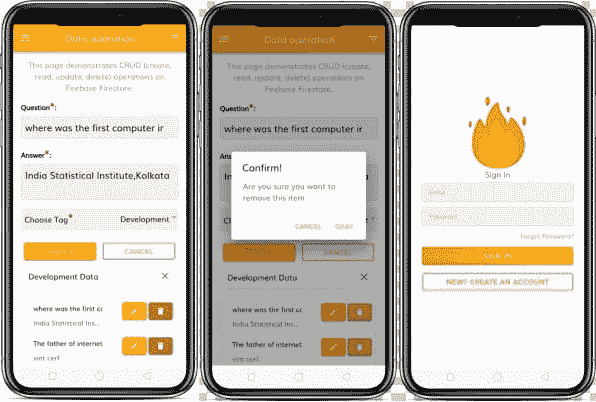 Data operation
This page demonstrates CRUD (create,
read, update, delete) operations on
Firebase Firestore.
Question*:
where was the first computer ir
Answer*:
India Statistical Institute,Kolkata
Choose Tag*
Development
CANCEL
Development Data
where was the first cc
India Statistical Ins...
The father of internet
vint cerf
Data operation
This page demonstrates CRUD (create,
read, update, delete) operations on
Firebase Firestore.
Question*:
where was the first computer ir
Confirm!
Are you sure you want to
remove this item
CANCEL OKAY
CANCEL
Development Data
where was the first cc
India Statistical Ins...
The father of internet
vint cerf
Sign In
Email
Password
Forgot Password?
SIGN IN
NEW? CREATE AN ACCOUNT